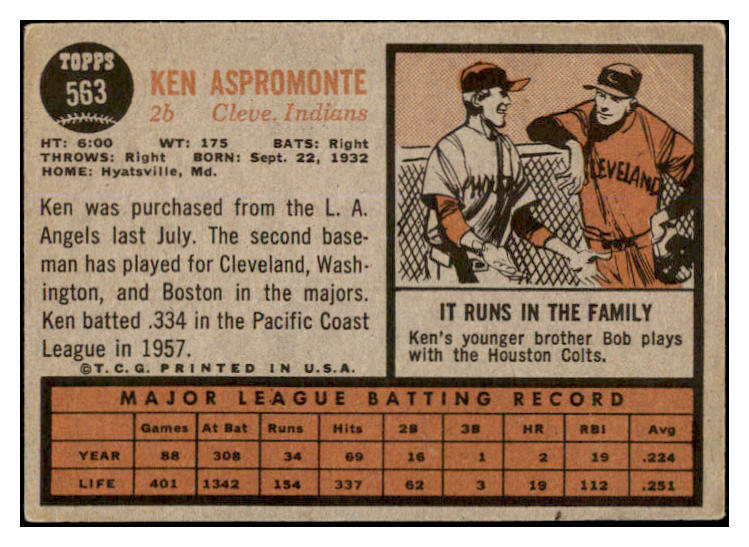 TOPPS
563
KEN ASPROMONTE
2b Cleve. Indians
HT: 6:00 WT: 175 BATS: Right
THROWS: Right BORN: Sept. 22, 1932
HOME: Hyatsville, Md.
Ken was purchased from the L. A.
Angels last July. The second base-
man has played for Cleveland, Wash-
ington, and Boston in the majors.
Ken batted .334 in the Pacific Coast
League in 1957.
©T.C.G. PRINTED IN U.S.A.
HOUST
CLEVELAND
IT RUNS IN THE FAMILY
Ken's younger brother Bob plays
with the Houston Colts.
MAJOR LEAGUE BATTING RECORD
Games At Bat Runs Hits 2B 3B HR RBI Avg
YEAR 88 308 34 69 16 1 2 19 .224
LIFE 401 1342 154 337 62 3 19 112 .251